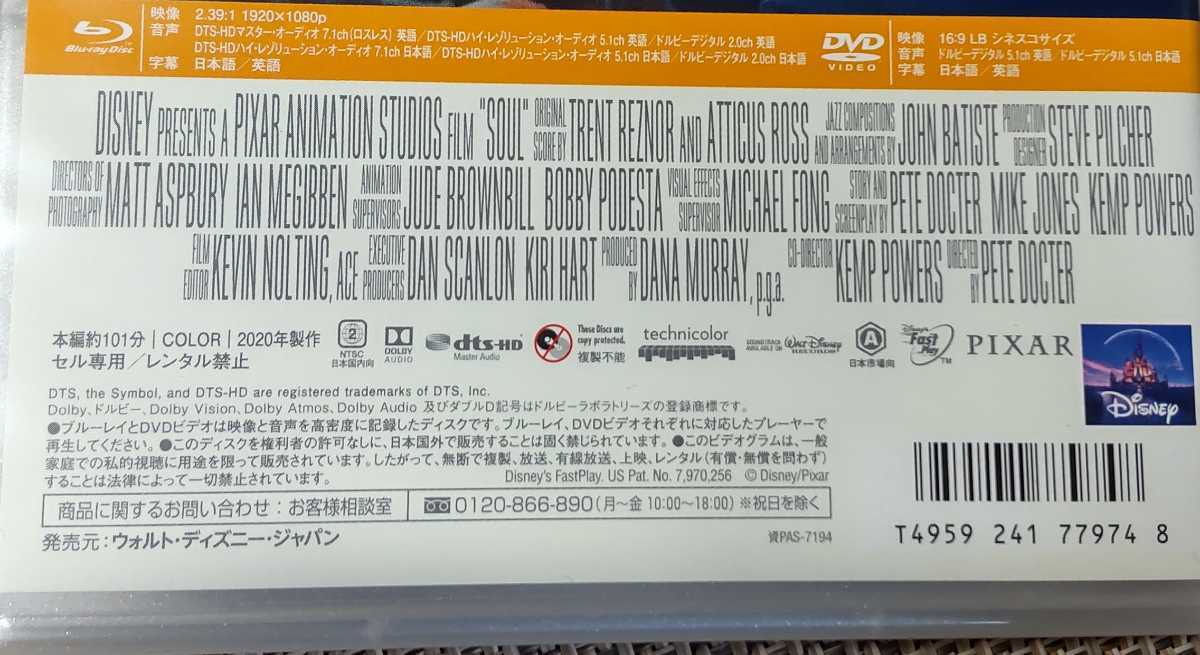 Blu-ray Disc
映像 2.39:1 1920×1080p
音声 DTS-HDマスター・オーディオ 7.1ch(ロスレス) 英語/DTS-HDハイ・レゾリューション・オーディオ 5.1ch 英語/ドルビーデジタル 2.0ch 英語
DTS-HDハイ・レゾリューション・オーディオ 7.1ch 日本語/DTS-HDハイ・レゾリューション・オーディオ 5.1ch 日本語/ドルビーデジタル 2.0ch 日本語
字幕 日本語/英語
DVD VIDEO
映像 16:9 LB シネスコサイズ
音声 ドルビーデジタル 5.1ch 英語/ドルビーデジタル 5.1ch 日本語
字幕 日本語/英語
DISNEY PRESENTS A PIXAR ANIMATION STUDIOS FILM "SOUL" ORIGINAL SCORE BY TRENT REZNOR AND ATTICUS ROSS JAZZ COMPOSITIONS AND ARRANGEMENTS BY JOHN BATISTE PRODUCTION DESIGNER STEVE PILCHER
DIRECTORS OF PHOTOGRAPHY MATT ASPBURY IAN MEGIBBEN ANIMATION SUPERVISORS JUDE BROWNBILL BOBBY PODESTA VISUAL EFFECTS SUPERVISOR MICHAEL FONG STORY AND SCREENPLAY BY PETE DOCTER MIKE JONES KEMP POWERS
FILM EDITOR KEVIN NOLTING, ACE EXECUTIVE PRODUCERS DAN SCANLON KIRI HART PRODUCED BY DANA MURRAY, p.g.a. CO-DIRECTOR KEMP POWERS DIRECTED BY PETE DOCTER
本編約101分|COLOR|2020年製作
セル専用/レンタル禁止
2 NTSC 日本国内向
DOLBY AUDIO
dts-HD Master Audio
These Discs are copy protected. 複製不能
technicolor
SOUNDTRACK AVAILABLE ON WALT DISNEY RECORDS
A 日本市場向
Disney's Fast Play TM
PIXAR
Disney
DTS, the Symbol, and DTS-HD are registered trademarks of DTS, Inc.
Dolby、ドルビー、Dolby Vision、Dolby Atmos、Dolby Audio 及びダブルD記号はドルビーラボラトリーズの登録商標です。
●ブルーレイとDVDビデオは映像と音声を高密度に記録したディスクです。ブルーレイ、DVDビデオそれぞれに対応したプレーヤーで
再生してください。●このディスクを権利者の許可なしに、日本国外で販売することは固く禁じられています。●このビデオグラムは、一般
家庭での私的視聴に用途を限って販売されています。したがって、無断で複製、放送、有線放送、上映、レンタル(有償・無償を問わず)
することは法律によって一切禁止されています。
Disney's FastPlay. US Pat. No. 7,970,256 ©Disney/Pixar
商品に関するお問い合わせ:お客様相談室 0120-866-890(月~金 10:00~18:00) ※祝日を除く
発売元:ウォルト・ディズニー・ジャパン
資PAS-7194
T4959 241 77974 8